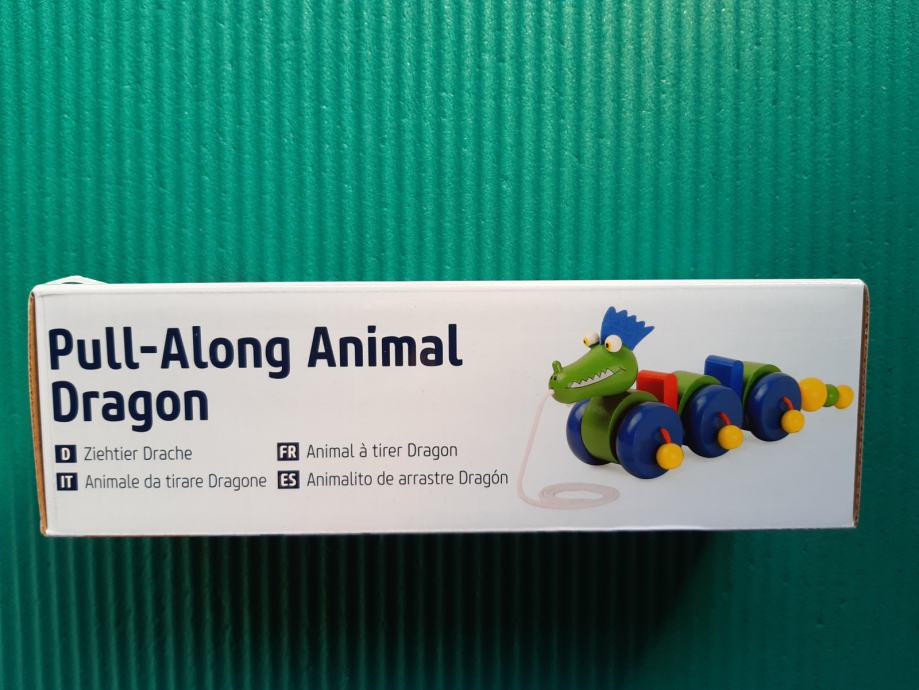 Pull-Along Animal
Dragon
D Ziehtier Drache
FR Animal à tirer Dragon
IT Animale da tirare Dragone
ES Animalito de arrastre Dragón